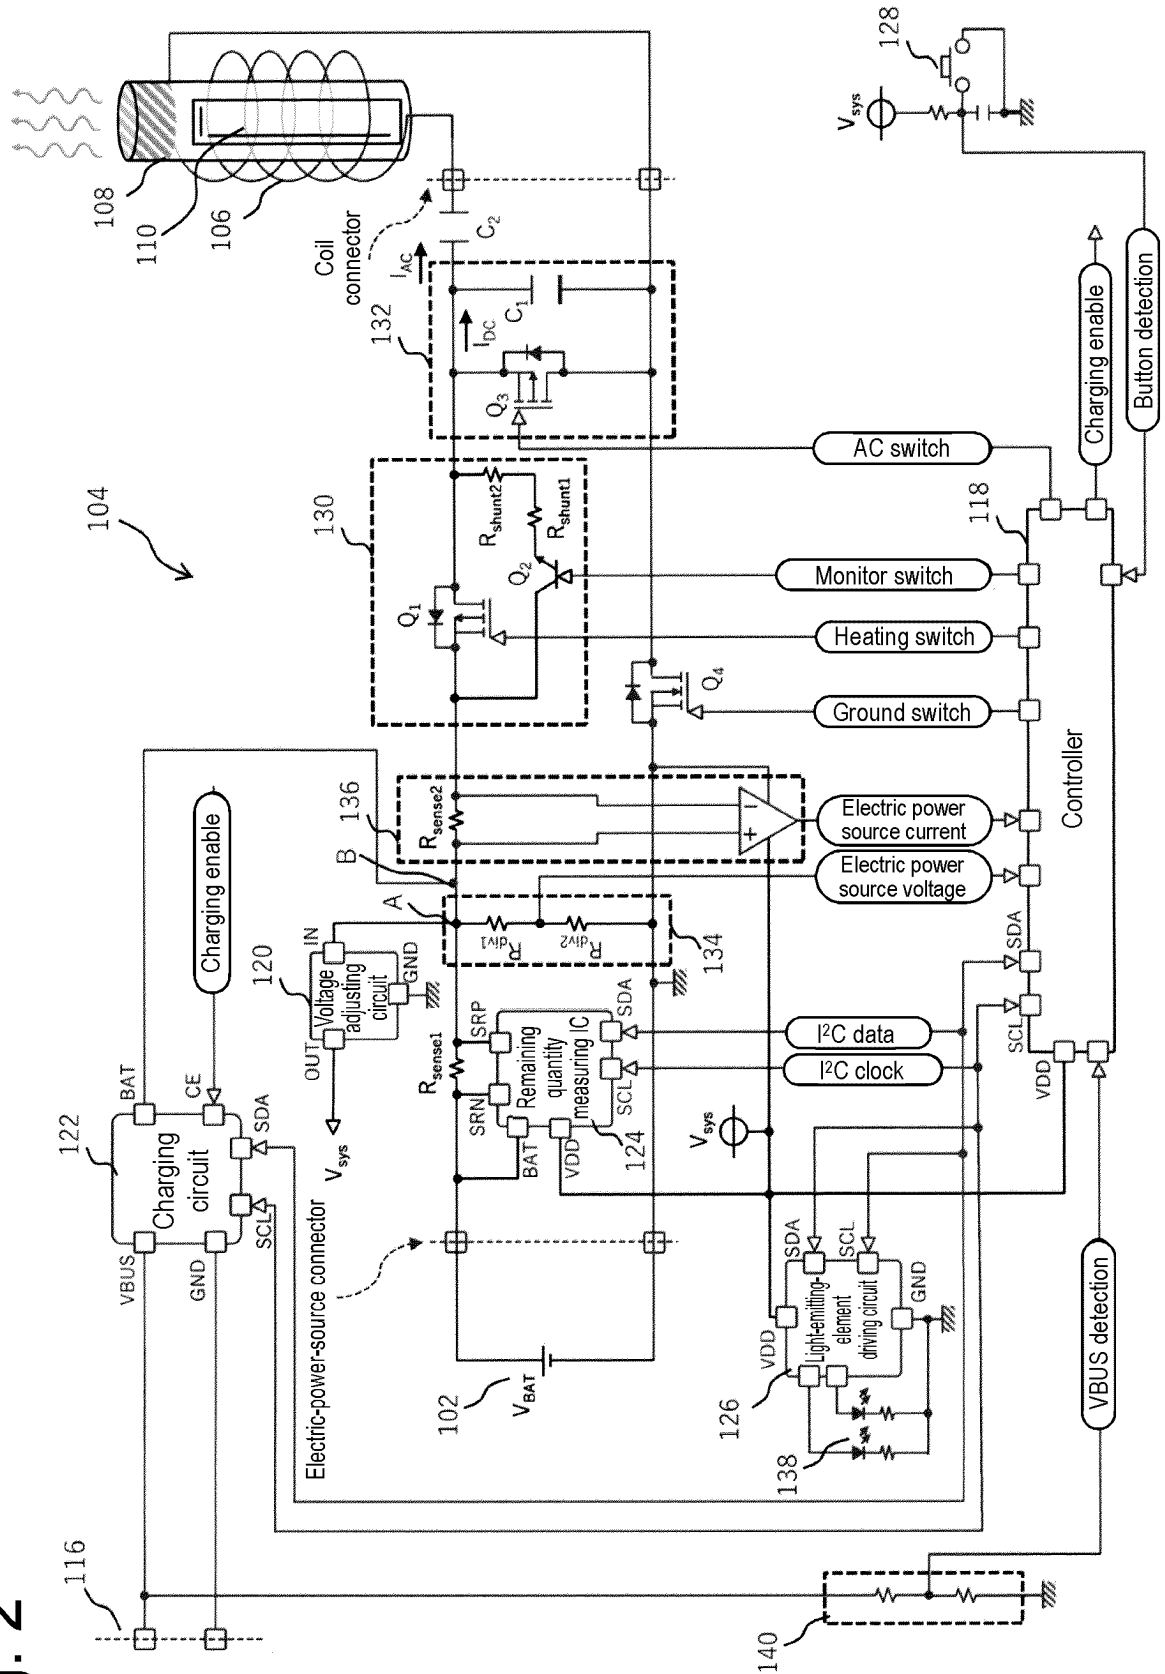 g. 2
116
122
VBUS
BAT
Charging
circuit
GND
CE
SCL
SDA
Charging enable
120
OUT
IN
Voltage
adjusting
circuit
GND
Vsys
104
Electric-power-source connector
102
VBAT
Rsense1
SRN
SRP
BAT
VDD
Remaining
quantity
measuring IC
SCL
SDA
124
A
B
Rdiv1
Rdiv2
134
136
Rsense2
+
−
130
Q1
Q2
Rshunt2
Rshunt1
132
IDC
IAC
Q3
C1
C2
Coil
connector
108
110
106
Q4
Vsys
128
Vsys
126
VDD
SDA
SCL
Light-emitting-
element
driving circuit
GND
138
140
VBUS detection
I2C data
I2C clock
Electric power
source voltage
Electric power
source current
Ground switch
Heating switch
Monitor switch
AC switch
Charging enable
Button detection
118
Controller
VDD
SCL
SDA